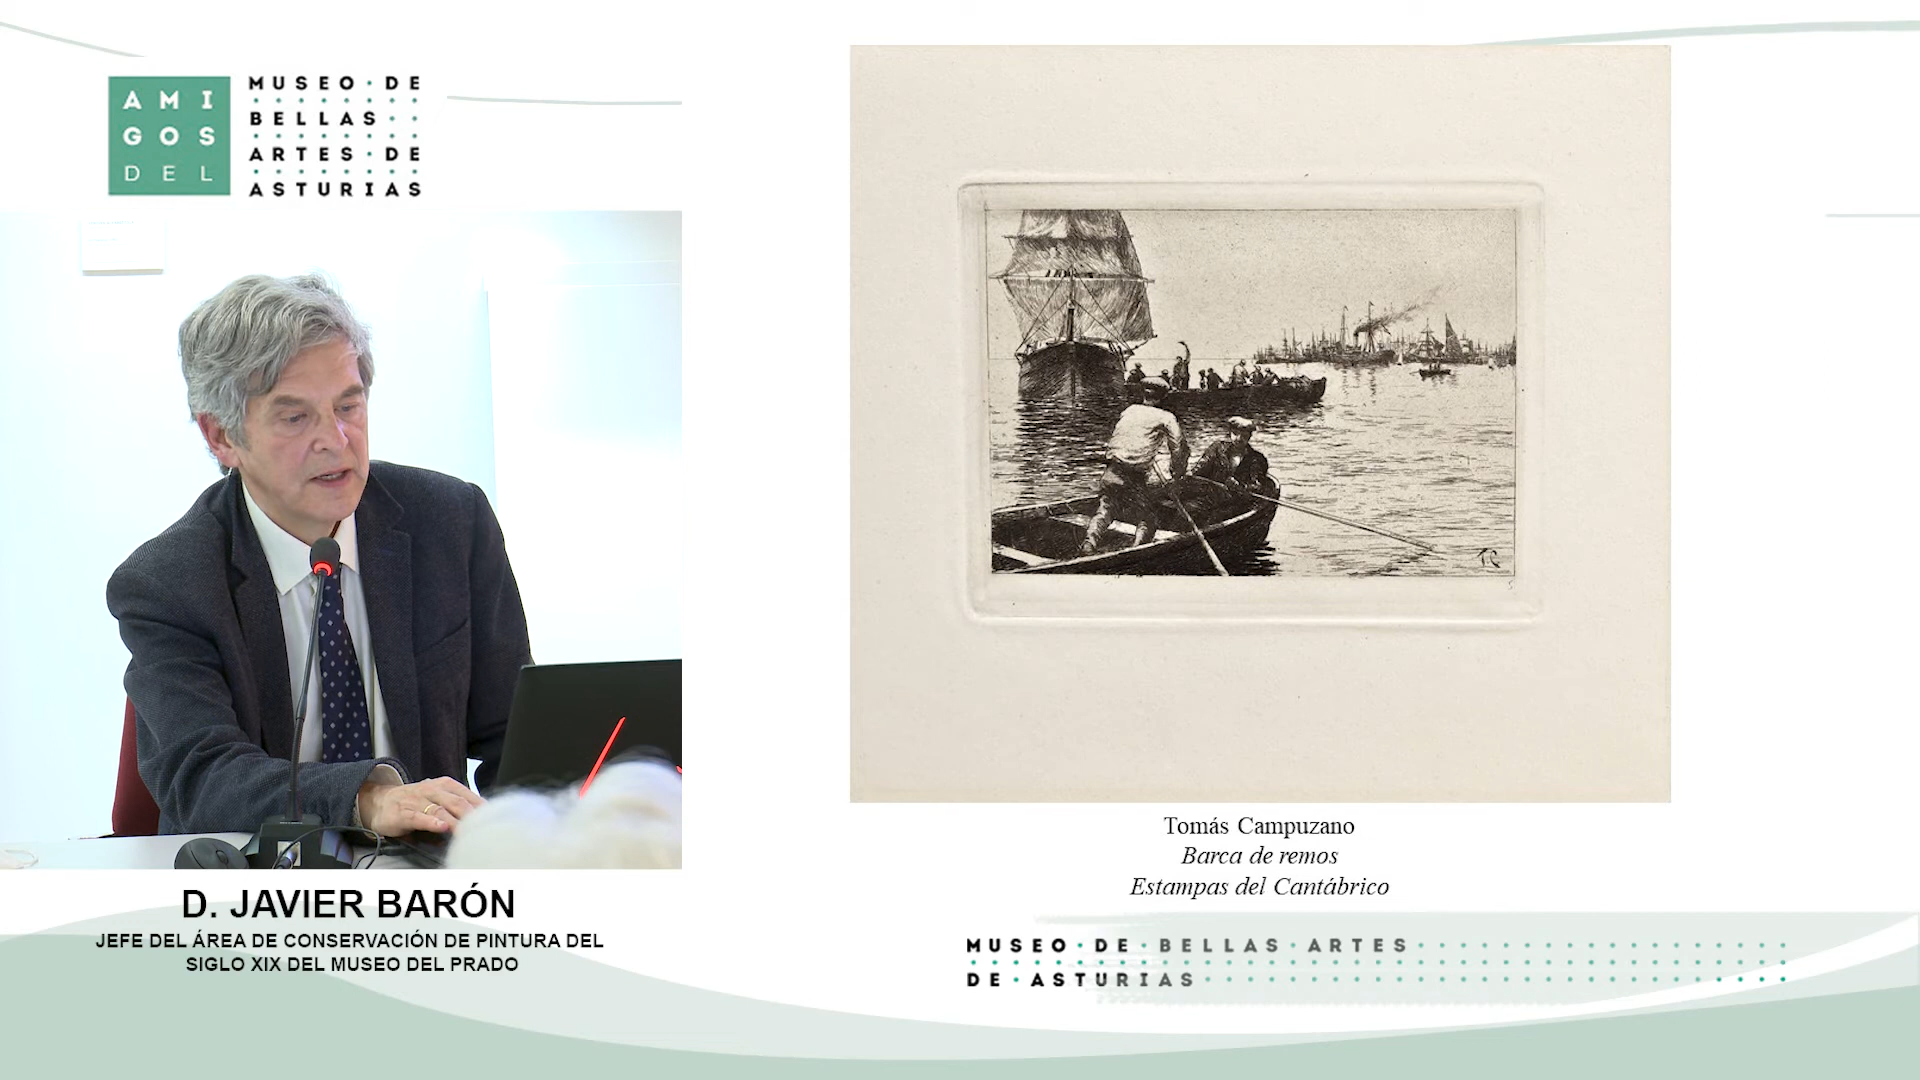 AMI
GOS
DEL
MUSEO·DE
BELLAS
ARTES·DE
ASTURIAS
T.C
Tomás Campuzano
Barca de remos
Estampas del Cantábrico
D. JAVIER BARÓN
JEFE DEL ÁREA DE CONSERVACIÓN DE PINTURA DEL
SIGLO XIX DEL MUSEO DEL PRADO
MUSEO·DE·BELLAS·ARTES
DE·ASTURIAS